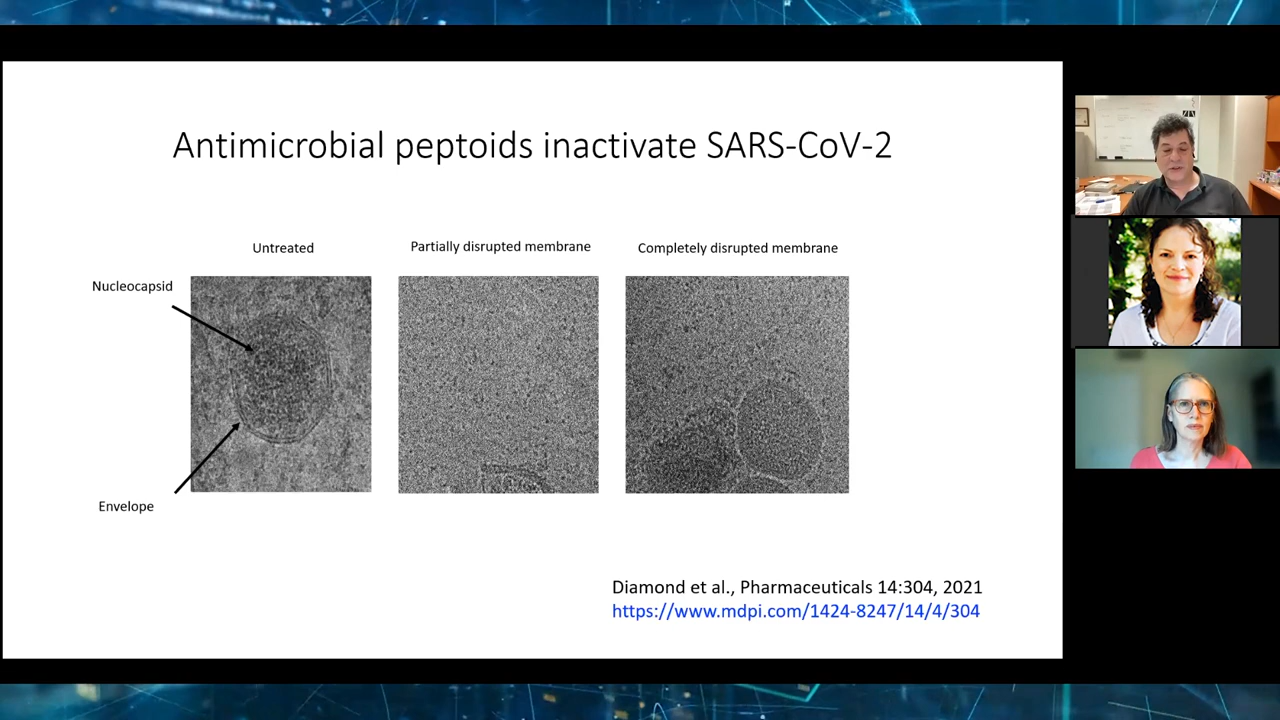 Antimicrobial peptoids inactivate SARS-CoV-2
Untreated
Partially disrupted membrane
Completely disrupted membrane
Nucleocapsid
Envelope
Diamond et al., Pharmaceuticals 14:304, 2021
https://www.mdpi.com/1424-8247/14/4/304